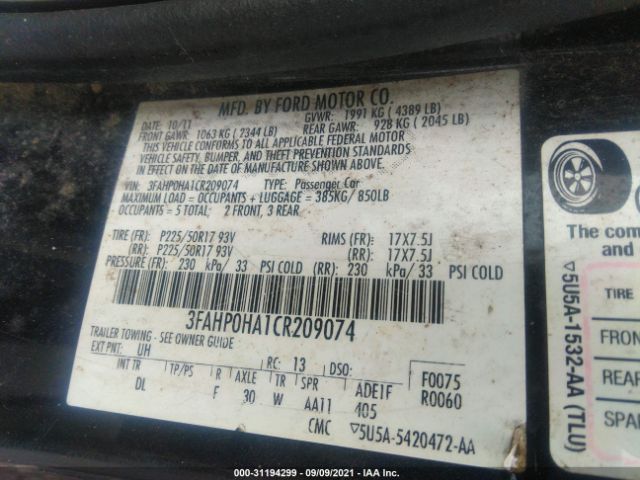 MFD. BY FORD MOTOR CO.
DATE: 10/11 GVWR: 1991 KG ( 4389 LB)
FRONT GAWR: 1063 KG ( 2344 LB) REAR GAWR: 928 KG ( 2045 LB)
THIS VEHICLE CONFORMS TO ALL APPLICABLE FEDERAL MOTOR
VEHICLE SAFETY, BUMPER, AND THEFT PREVENTION STANDARDS
IN EFFECT ON THE DATE OF MANUFACTURE SHOWN ABOVE.
VIN: 3FAHP0HA1CR209074 TYPE: Passenger Car
MAXIMUM LOAD = OCCUPANTS + LUGGAGE = 385KG/ 850LB
OCCUPANTS = 5 TOTAL: 2 FRONT, 3 REAR
TIRE (FR): P225/50R17 93V RIMS (FR): 17X7.5J
(RR): P225/50R17 93V (RR): 17X7.5J
PRESSURE (FR): 230 kPa/ 33 PSI COLD (RR): 230 kPa/ 33 PSI COLD
3FAHP0HA1CR209074
TRAILER TOWING - SEE OWNER GUIDE
EXT PNT: UH RC: 13 DSO: F0075
INT TR TP/PS R AXLE TR SPR ADE1F R0060
DL F 30 W AA11 405
CMC ▽5U5A-5420472-AA
▽5U5A-1532-AA (TLU)
The com
of
TIRE
FRON
REAR
SPAR
000-31194299 - 09/09/2021 - IAA Inc.